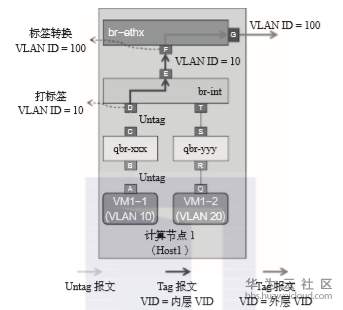 标签转换
VLAN ID = 100
br-ethx
G
VLAN ID = 100
F
VLAN ID = 10
E
打标签
VLAN ID = 10
br-int
D
T
Untag
C
S
qbr-xxx
qbr-yyy
B
R
Untag
A
Q
VM1-1
(VLAN 10)
VM1-2
(VLAN 20)
计算节点 1
(Host1)
Untag 报文
Tag 报文
VID = 内层 VID
Tag 报文
VID = 外层 VID
华为云社区
bbs.huaweicloud.com